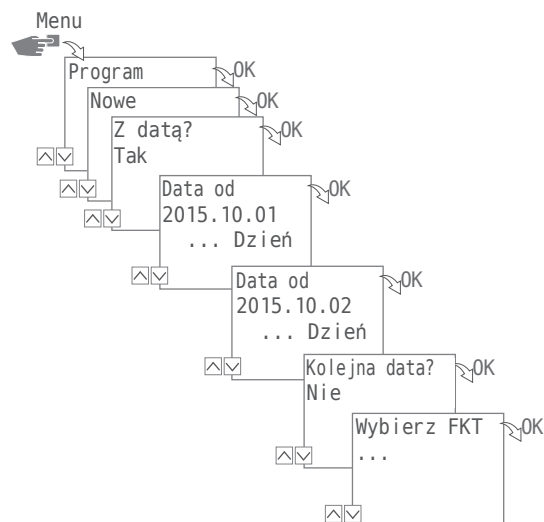 Menu
Program
OK
Nowe
OK
Z datą?
OK
Tak
Data od
OK
2015.10.01
... Dzień
Data od
OK
2015.10.02
... Dzień
Kolejna data?
OK
Nie
Wybierz FKT
OK
...